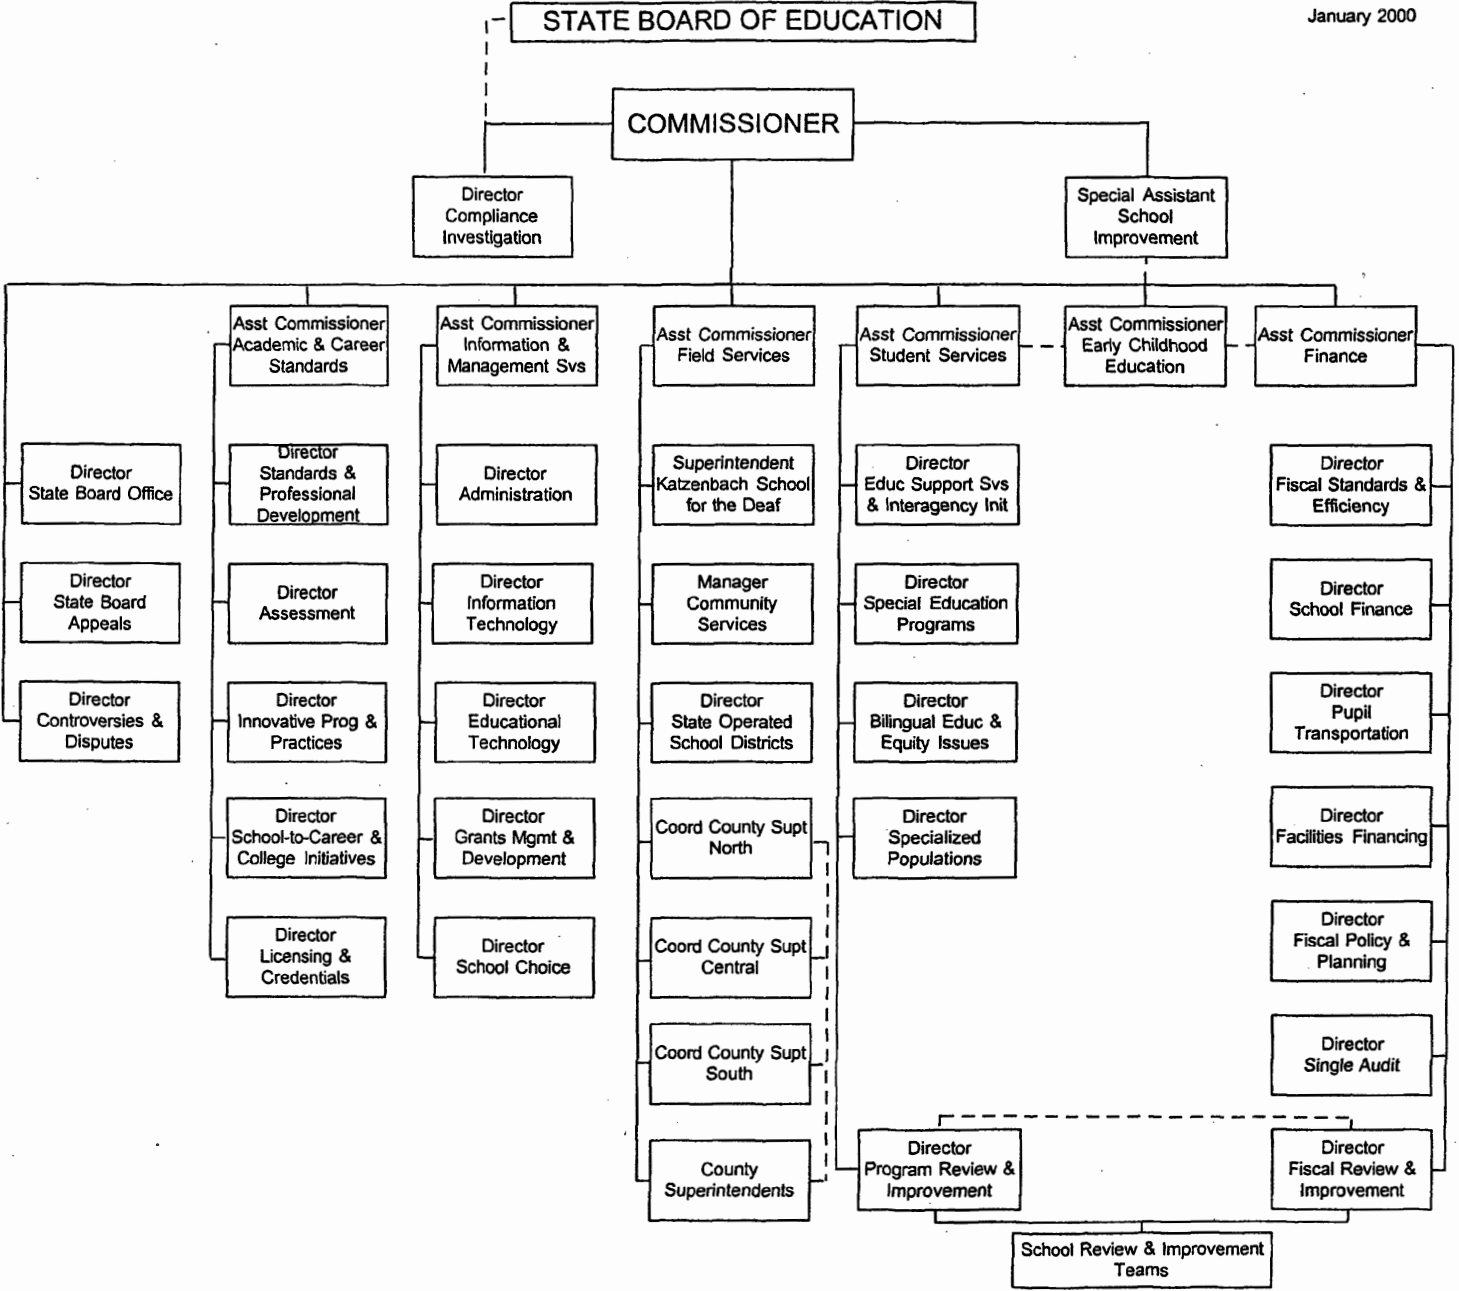 STATE BOARD OF EDUCATION
January 2000
COMMISSIONER
Director
Compliance
Investigation
Special Assistant
School
Improvement
Asst Commissioner
Academic & Career
Standards
Asst Commissioner
Information &
Management Svs
Asst Commissioner
Field Services
Asst Commissioner
Student Services
Asst Commissioner
Early Childhood
Education
Asst Commissioner
Finance
Director
State Board Office
Director
Standards &
Professional
Development
Director
Administration
Superintendent
Katzenbach School
for the Deaf
Director
Educ Support Svs
& Interagency Init
Director
Fiscal Standards &
Efficiency
Director
State Board
Appeals
Director
Assessment
Director
Information
Technology
Manager
Community
Services
Director
Special Education
Programs
Director
School Finance
Director
Controversies &
Disputes
Director
Innovative Prog &
Practices
Director
Educational
Technology
Director
State Operated
School Districts
Director
Bilingual Educ &
Equity Issues
Director
Pupil
Transportation
Director
School-to-Career &
College Initiatives
Director
Grants Mgmt &
Development
Coord County Supt
North
Director
Specialized
Populations
Director
Facilities Financing
Director
Licensing &
Credentials
Director
School Choice
Coord County Supt
Central
Director
Fiscal Policy &
Planning
Coord County Supt
South
Director
Single Audit
County
Superintendents
Director
Program Review &
Improvement
Director
Fiscal Review &
Improvement
School Review & Improvement
Teams